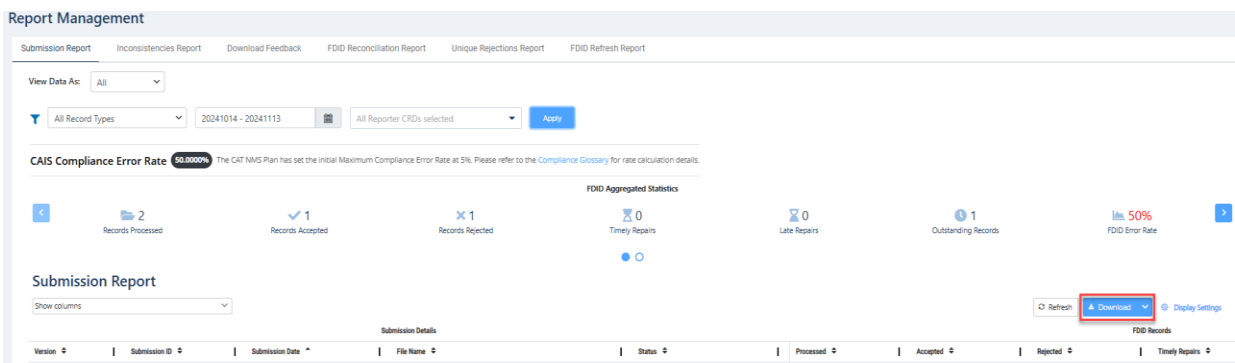 Report Management
Submission Report Inconsistencies Report Download Feedback FDID Reconciliation Report Unique Rejections Report FDID Refresh Report
View Data As: All
All Record Types 20241014 - 20241113 All Reporter CRDs selected Apply
CAIS Compliance Error Rate 50.0000% The CAT NMS Plan has set the initial Maximum Compliance Error Rate at 5%. Please refer to the Compliance Glossary for rate calculation details.
FDID Aggregated Statistics
2 1 1 0 0 1 50%
Records Processed Records Accepted Records Rejected Timely Repairs Late Repairs Outstanding Records FDID Error Rate
Submission Report
Show columns Refresh Download Display Settings
Submission Details FDID Records
Version Submission ID Submission Date File Name Status Processed Accepted Rejected Timely Repairs